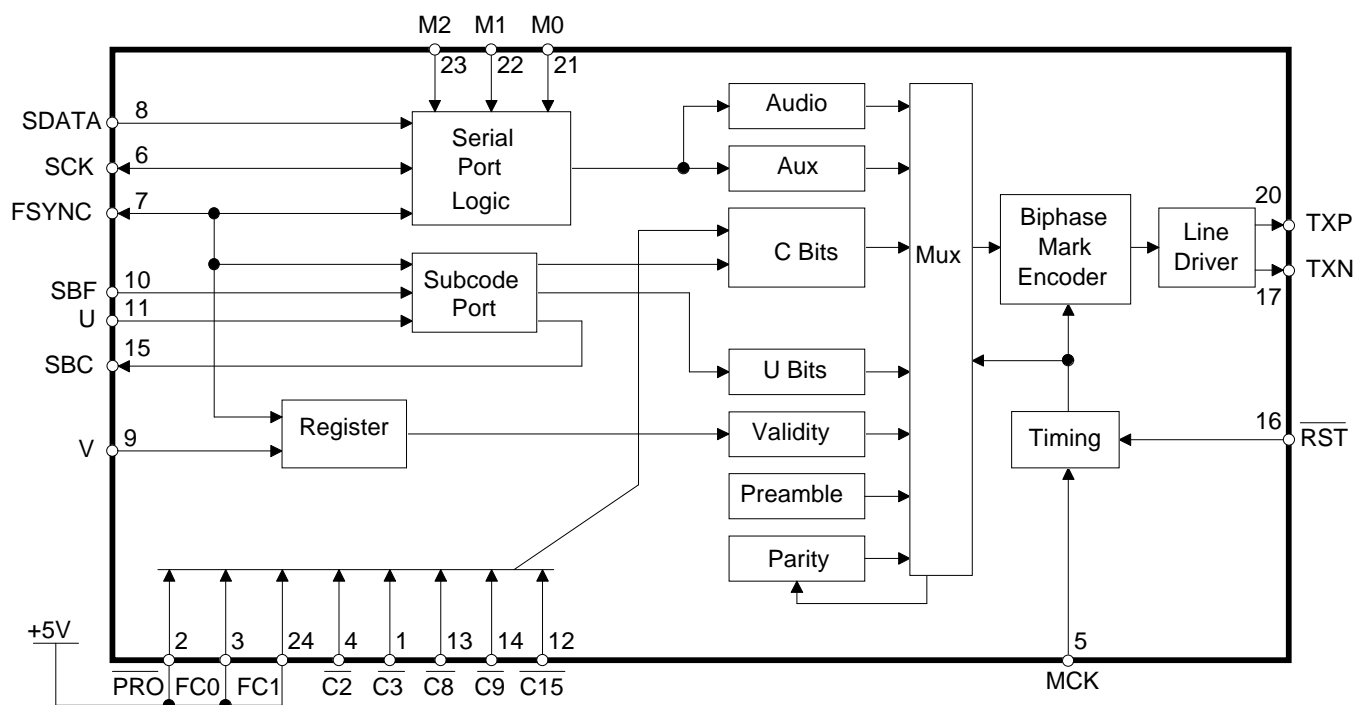 M2 M1 M0
23 22 21
SDATA 8
SCK 6
FSYNC 7
SBF 10
U 11
SBC 15
V 9
Serial
Port
Logic
Subcode
Port
Register
Audio
Aux
C Bits
U Bits
Validity
Preamble
Parity
Mux
Biphase
Mark
Encoder
Line
Driver
20 TXP
TXN
17
Timing
16 RST
+5V
2 3 24 4 1 13 14 12 5
PRO FC0 FC1 C2 C3 C8 C9 C15 MCK